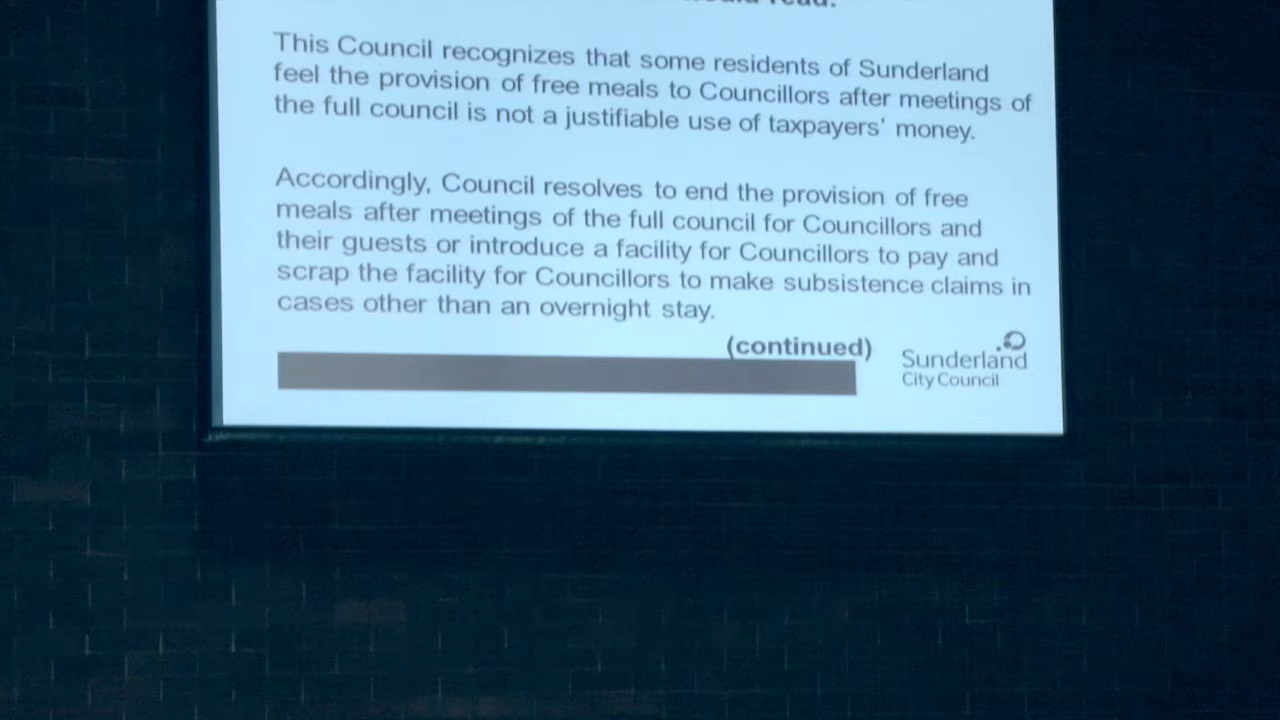 read:
This Council recognizes that some residents of Sunderland
feel the provision of free meals to Councillors after meetings of
the full council is not a justifiable use of taxpayers' money.
Accordingly, Council resolves to end the provision of free
meals after meetings of the full council for Councillors and
their guests or introduce a facility for Councillors to pay and
scrap the facility for Councillors to make subsistence claims in
cases other than an overnight stay.
(continued)
Sunderland
City Council